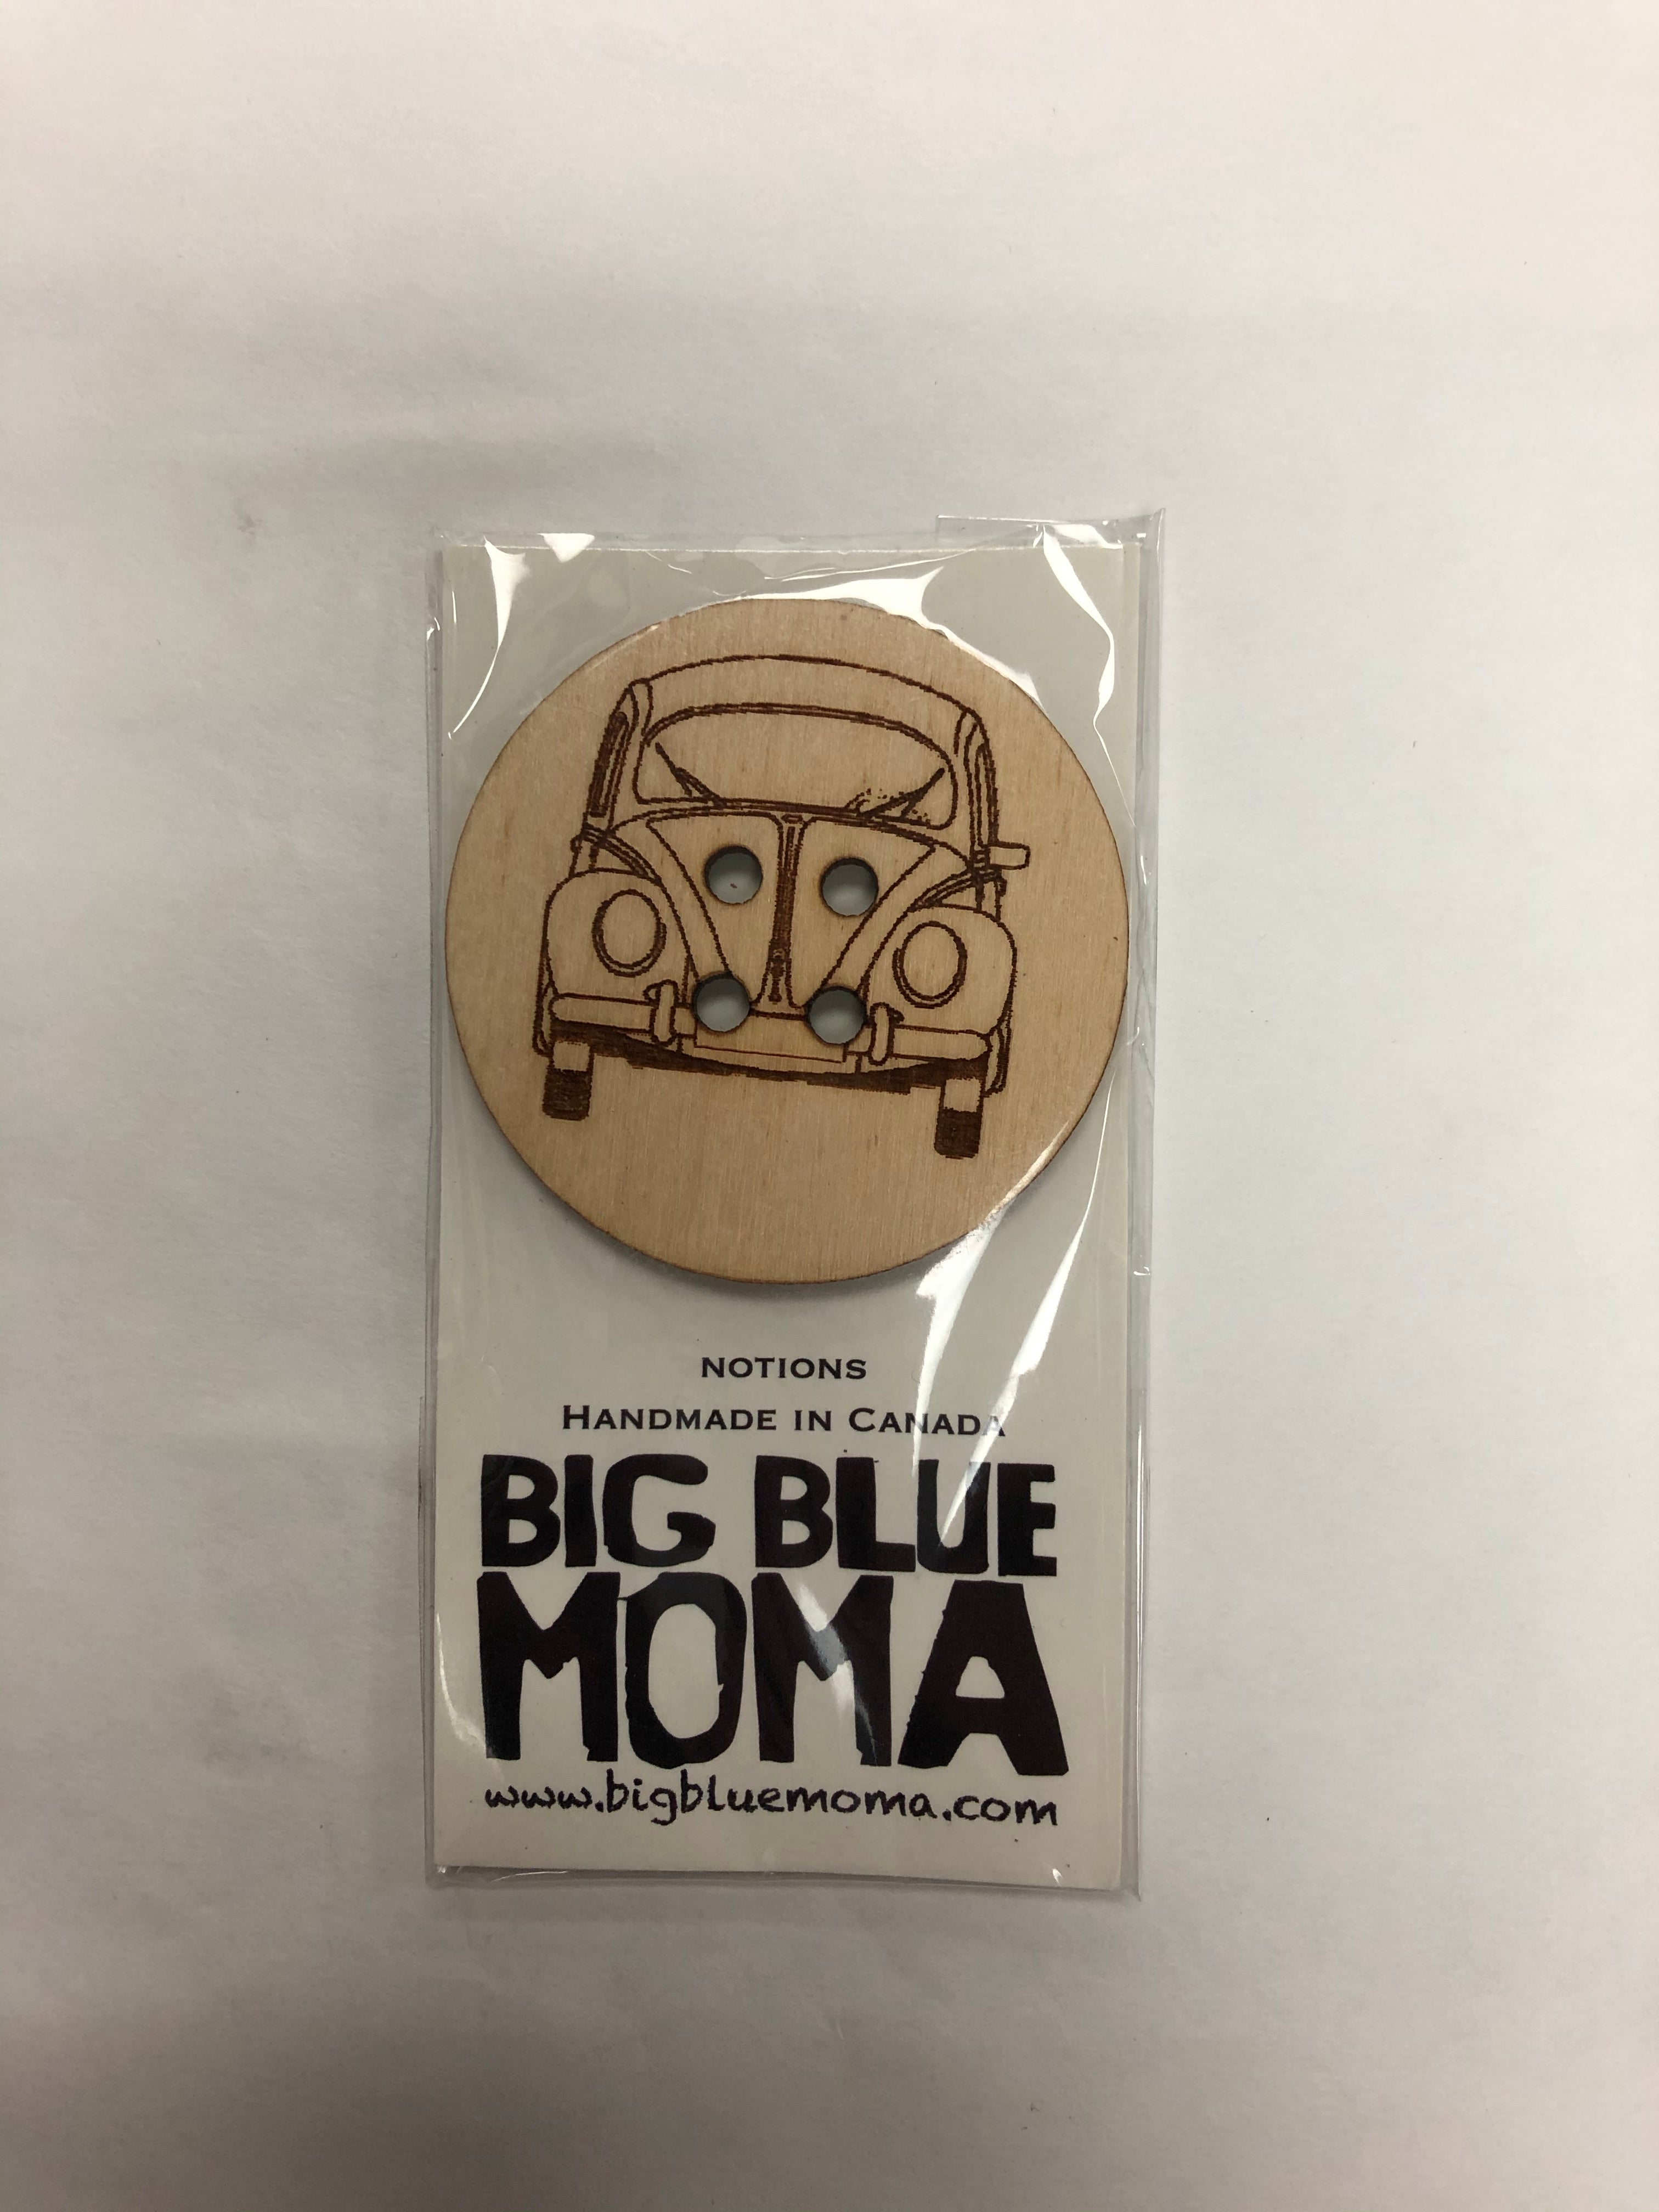 NOTIONS
HANDMADE IN CANADA
BIG BLUE
MOMA
www.bigbluemoma.com